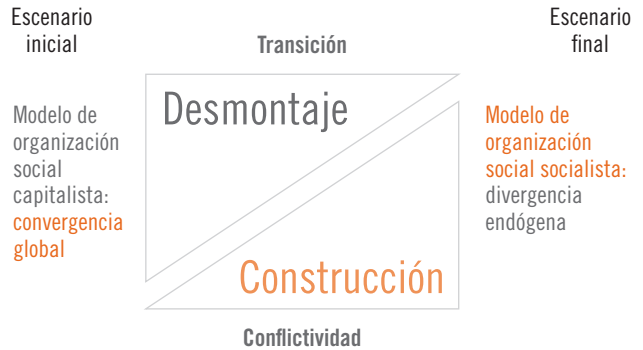 Escenario
inicial
Transición
Escenario
final
Modelo de
organización
social
capitalista:
convergencia
global
Desmontaje
Construcción
Modelo de
organización
social socialista:
divergencia
endógena
Conflictividad